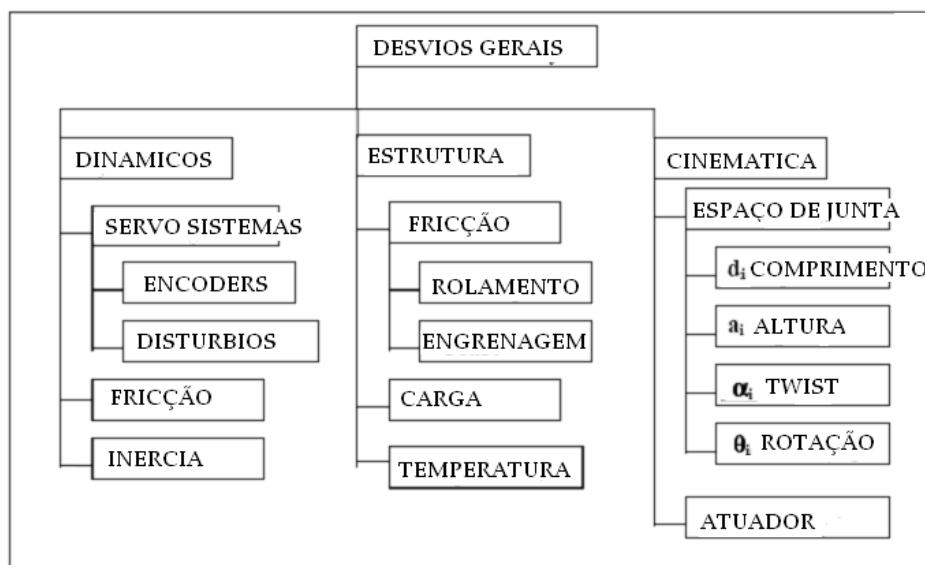 DESVIOS GERAIS
DINAMICOS
SERVO SISTEMAS
ENCODERS
DISTURBIOS
FRICÇÃO
INERCIA
ESTRUTURA
FRICÇÃO
ROLAMENTO
ENGRENAGEM
CARGA
TEMPERATURA
CINEMATICA
ESPAÇO DE JUNTA
di COMPRIMENTO
ai ALTURA
αi TWIST
θi ROTAÇÃO
ATUADOR